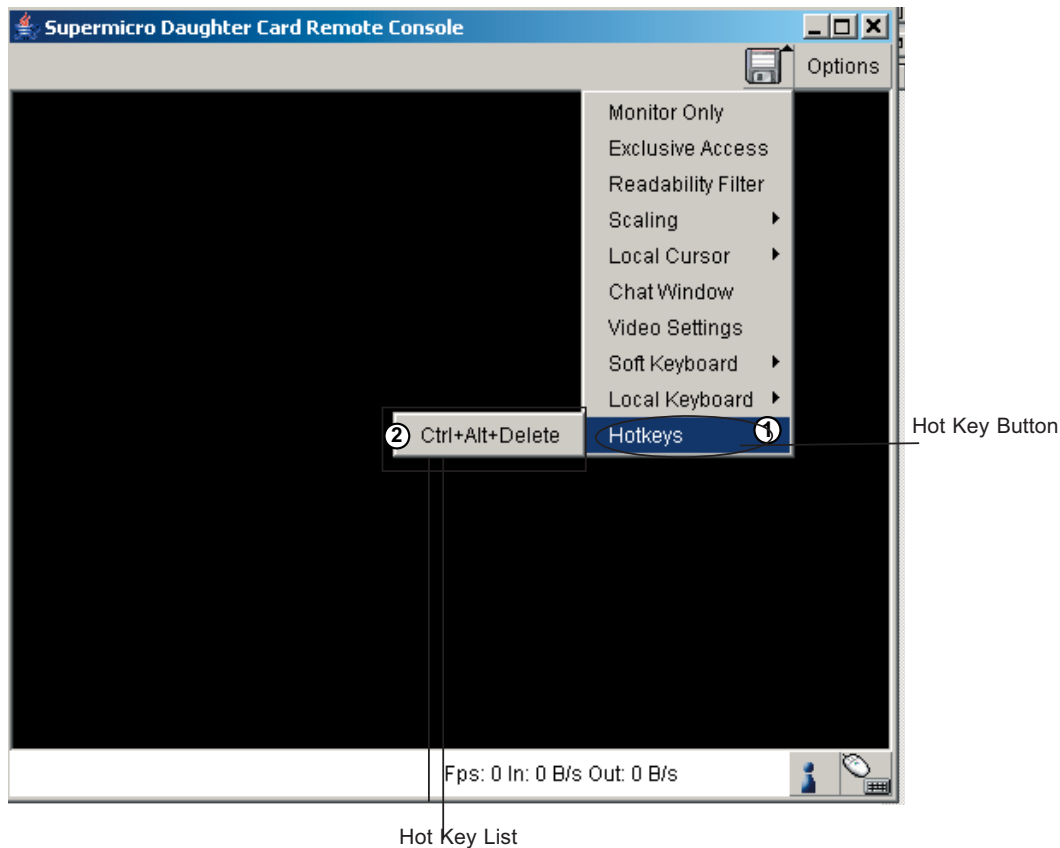 Supermicro Daughter Card Remote Console
Options
Monitor Only
Exclusive Access
Readability Filter
Scaling
Local Cursor
Chat Window
Video Settings
Soft Keyboard
Local Keyboard
2 Ctrl+Alt+Delete
Hotkeys 1
Hot Key Button
Fps: 0 In: 0 B/s Out: 0 B/s
Hot Key List